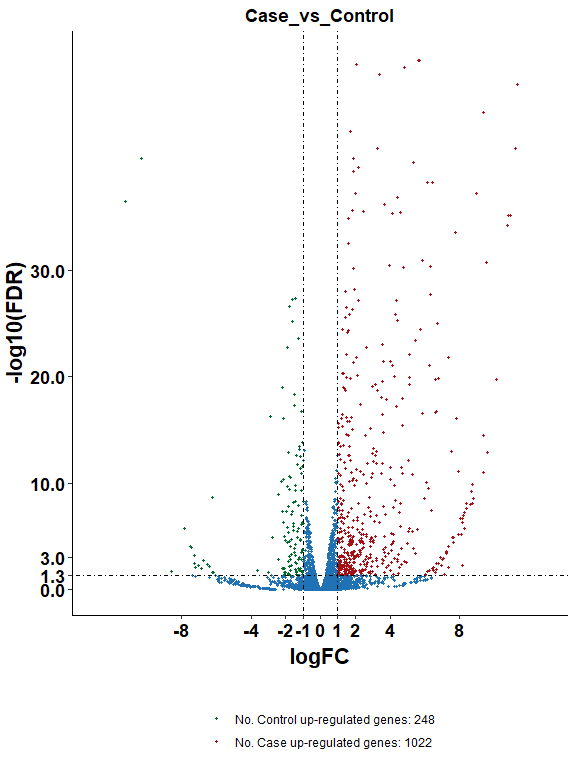 Case_vs_Control
-log10(FDR)
30.0
20.0
10.0
3.0
1.3
0.0
-8 -4 -2 -1 0 1 2 4 8
logFC
No. Control up-regulated genes: 248
No. Case up-regulated genes: 1022